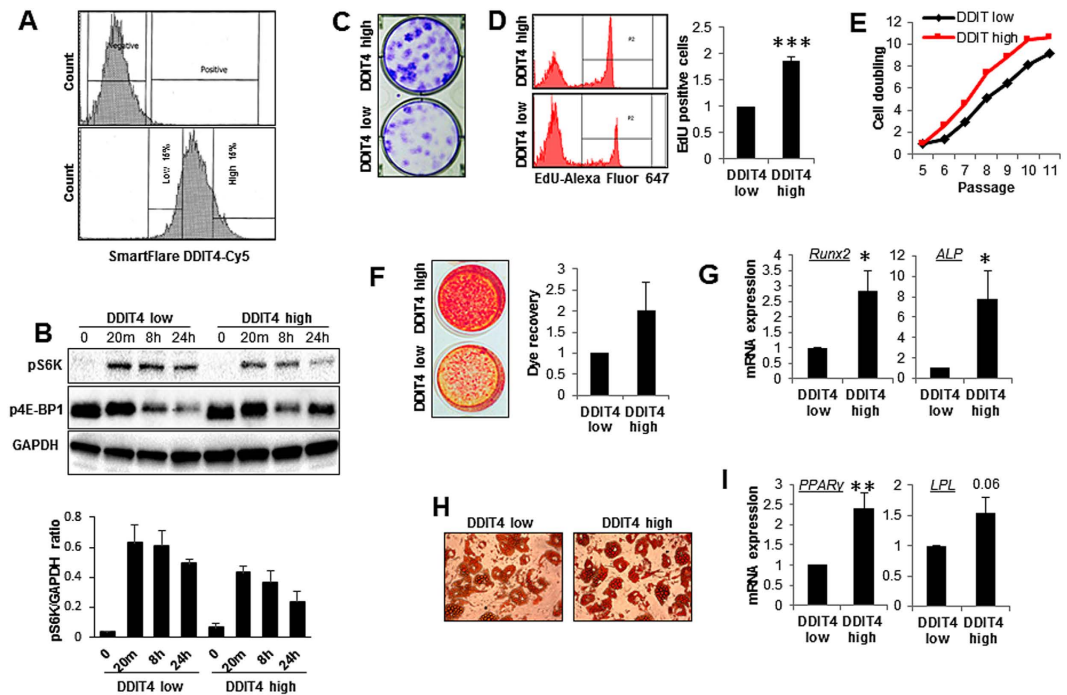 A
Count
Negative
Positive
Count
Low 16%
High 16%
SmartFlare DDIT4-Cy5
B
DDIT4 low
DDIT4 high
0 20m 8h 24h 0 20m 8h 24h
pS6K
p4E-BP1
GAPDH
pS6K/GAPDH ratio
0.8
0.6
0.4
0.2
0
0 20m 8h 24h 0 20m 8h 24h
DDIT4 low
DDIT4 high
C
DDIT4 high
DDIT4 low
D
DDIT4 high
P2
DDIT4 low
P2
EdU-Alexa Fluor 647
EdU positive cells
2.5
2
1.5
1
0.5
0
***
DDIT4 low
DDIT4 high
E
DDIT low
DDIT high
Cell doubling
12
10
8
6
4
2
0
5 6 7 8 9 10 11
Passage
F
DDIT4 high
DDIT4 low
Dye recovery
3
2.5
2
1.5
1
0.5
0
DDIT4 low
DDIT4 high
G
mRNA expression
Runx2
*
4
3.5
3
2.5
2
1.5
1
0.5
DDIT4 low
DDIT4 high
ALP
*
12
10
8
6
4
2
0
DDIT4 low
DDIT4 high
H
DDIT4 low
DDIT4 high
I
mRNA expression
PPARγ
**
3
2.5
2
1.5
1
0.5
0
DDIT4 low
DDIT4 high
LPL
0.06
2
1.5
1
0.5
0
DDIT4 low
DDIT4 high